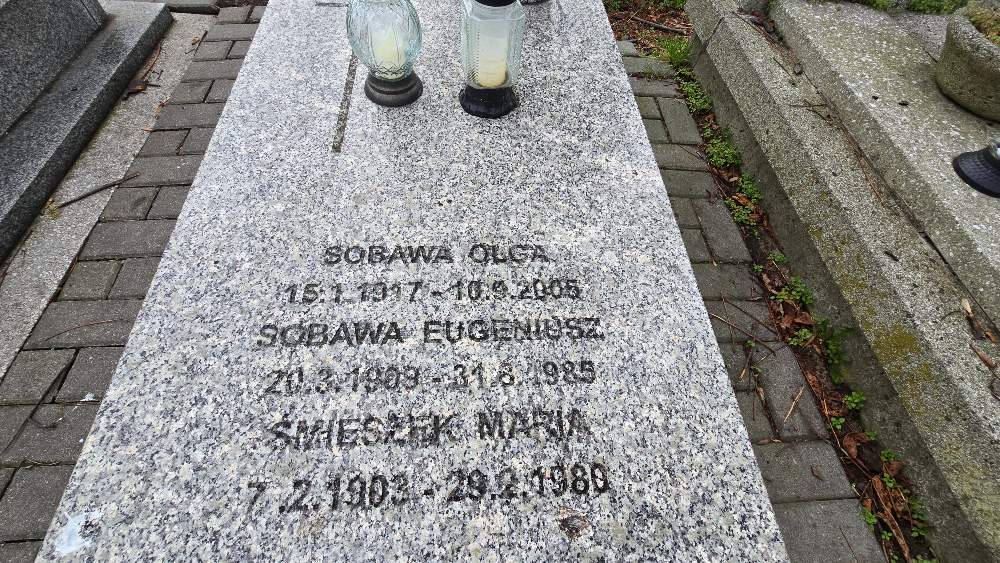 SOBAWA OLGA
15.1.1917 - 10.9.2005
SOBAWA EUGENIUSZ
20.3.1909 - 31.8.1985
ŚMIESZEK MARIA
7.2.1903 - 29.2.1980